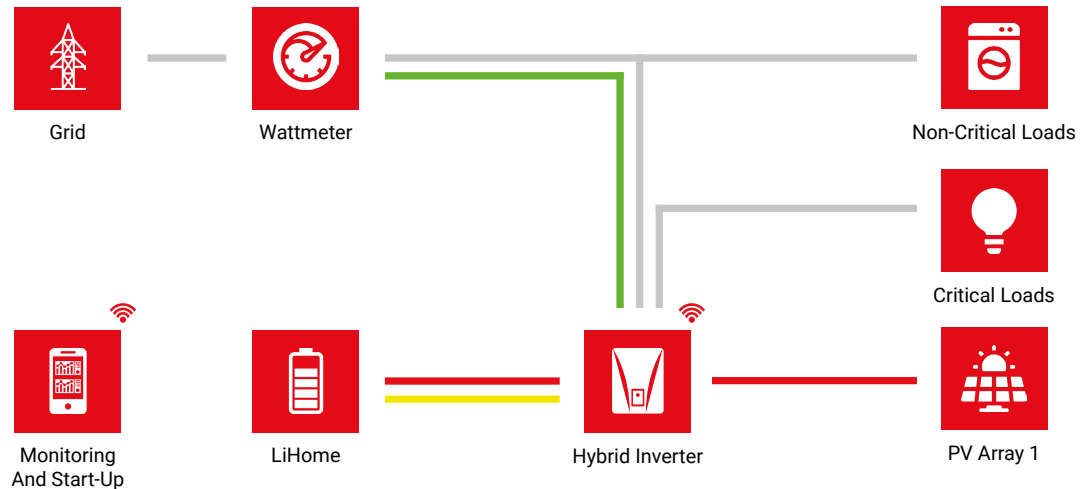 Grid
Wattmeter
Non-Critical Loads
Critical Loads
Monitoring
And Start-Up
LiHome
Hybrid Inverter
PV Array 1